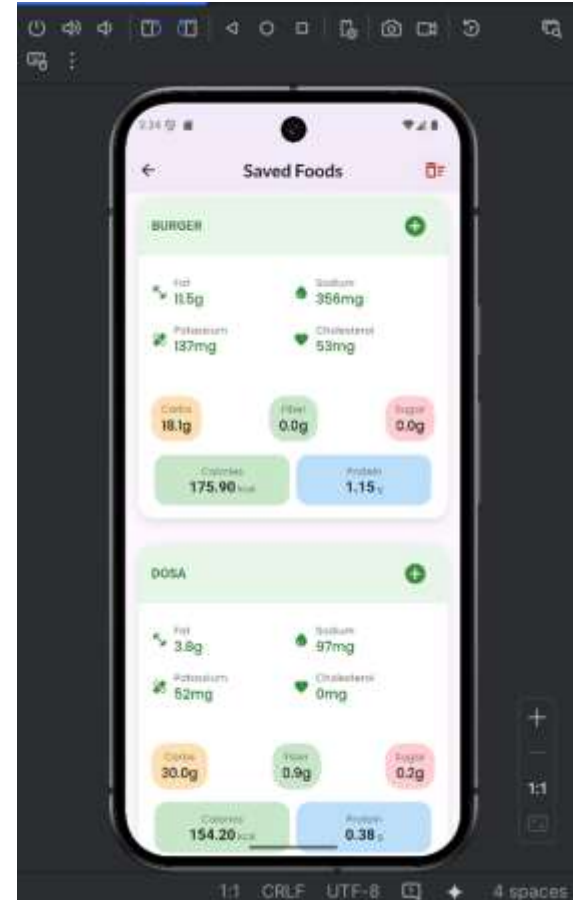 Saved Foods
BURGER
Fat
11.5g
Sodium
356mg
Potassium
137mg
Cholesterol
53mg
Carbs
18.1g
Fiber
0.0g
Sugar
0.0g
Calories
175.90 kcal
Protein
1.15 g
DOSA
Fat
3.8g
Sodium
97mg
Potassium
52mg
Cholesterol
0mg
Carbs
30.0g
Fiber
0.9g
Sugar
0.2g
Calories
154.20 kcal
Protein
0.38 g
1:1
1:1 CRLF UTF-8 4 spaces